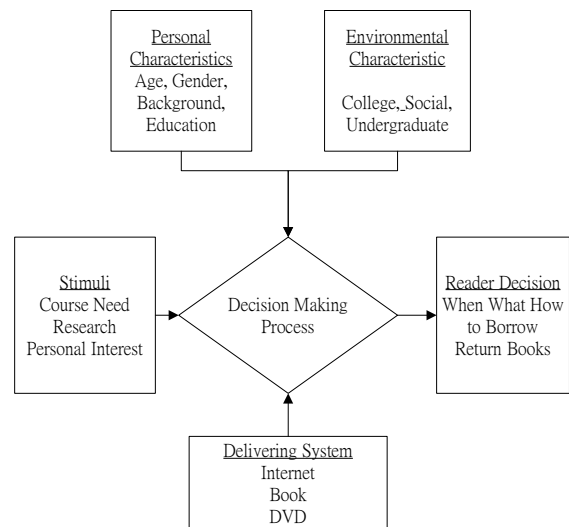 Personal
Characteristics
Age, Gender,
Background,
Education
Environmental
Characteristic
College, Social,
Undergraduate
Stimuli
Course Need
Research
Personal Interest
Decision Making
Process
Reader Decision
When What How
to Borrow
Return Books
Delivering System
Internet
Book
DVD